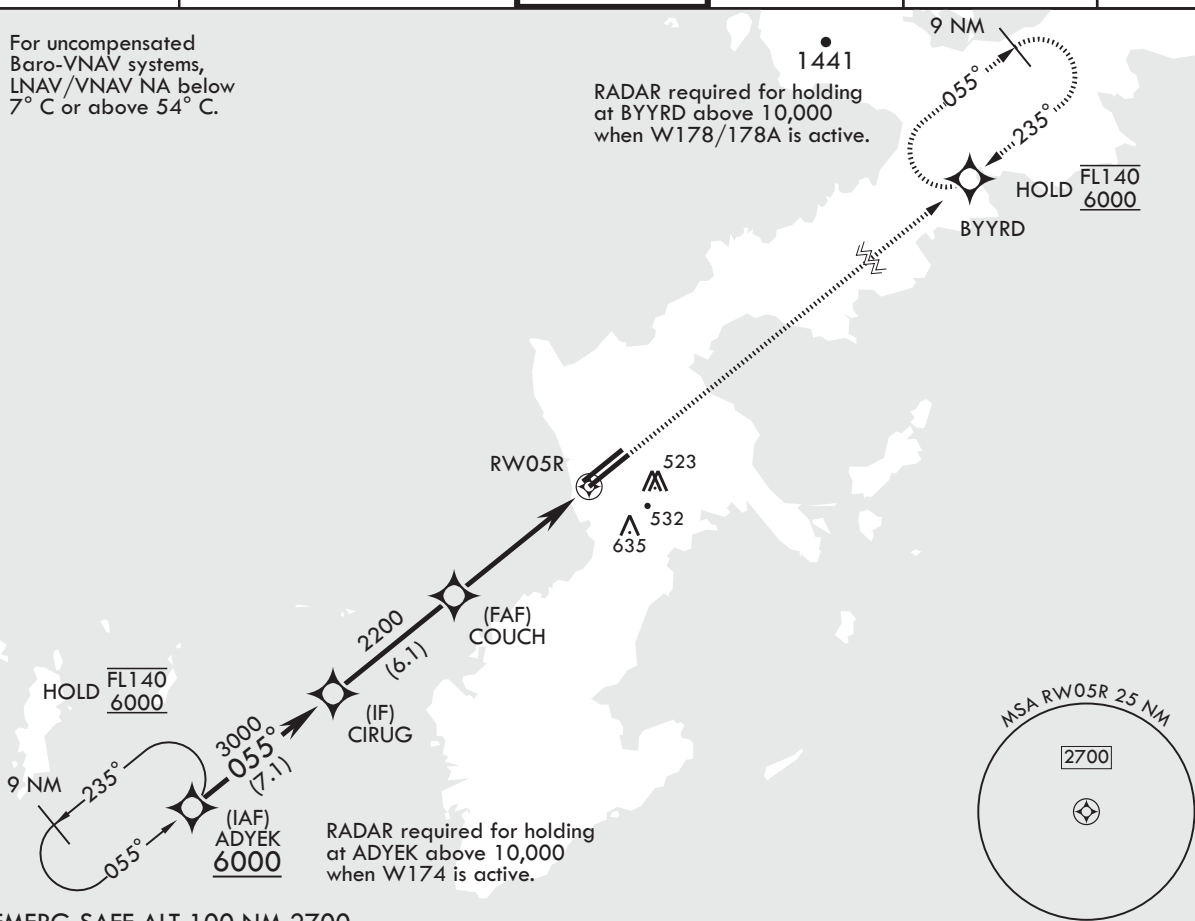 For uncompensated
Baro-VNAV systems,
LNAV/VNAV NA below
7° C or above 54° C.
1441
RADAR required for holding
at BYYRD above 10,000
when W178/178A is active.
9 NM
055°
235°
HOLD FL140
6000
BYYRD
RW05R
523
532
635
(FAF)
COUCH
2200
(6.1)
(IF)
CIRUG
HOLD FL140
6000
3000
055°
(7.1)
9 NM
235°
055°
(IAF)
ADYEK
6000
RADAR required for holding
at ADYEK above 10,000
when W174 is active.
MSA RW05R 25 NM
2700
EMERG SAFE ALT 100 NM 2700